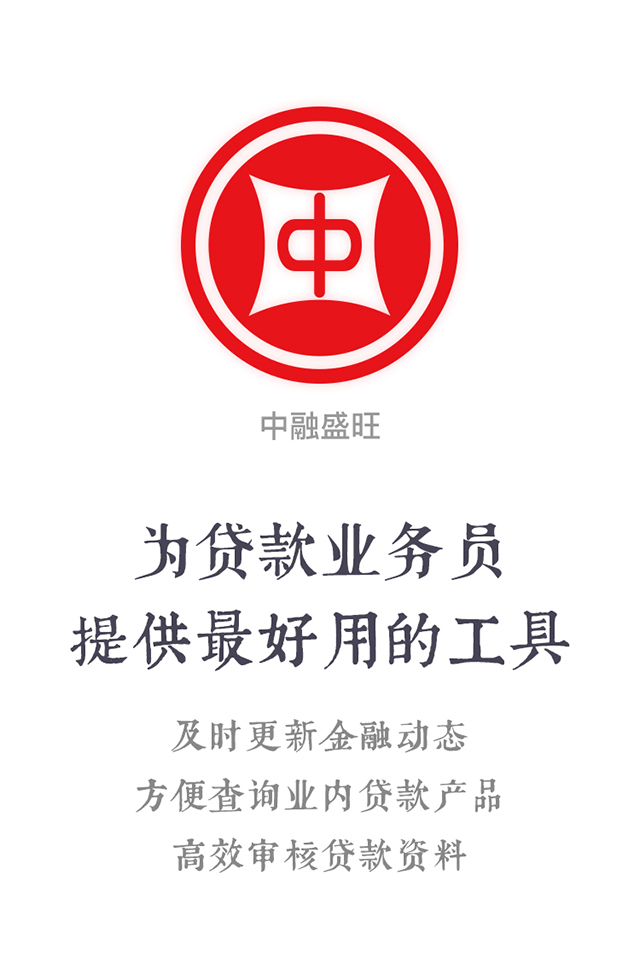 中
中融盛旺
为贷款业务员
提供最好用的工具
及时更新金融动态
方便查询业内贷款产品
高效审核贷款资料